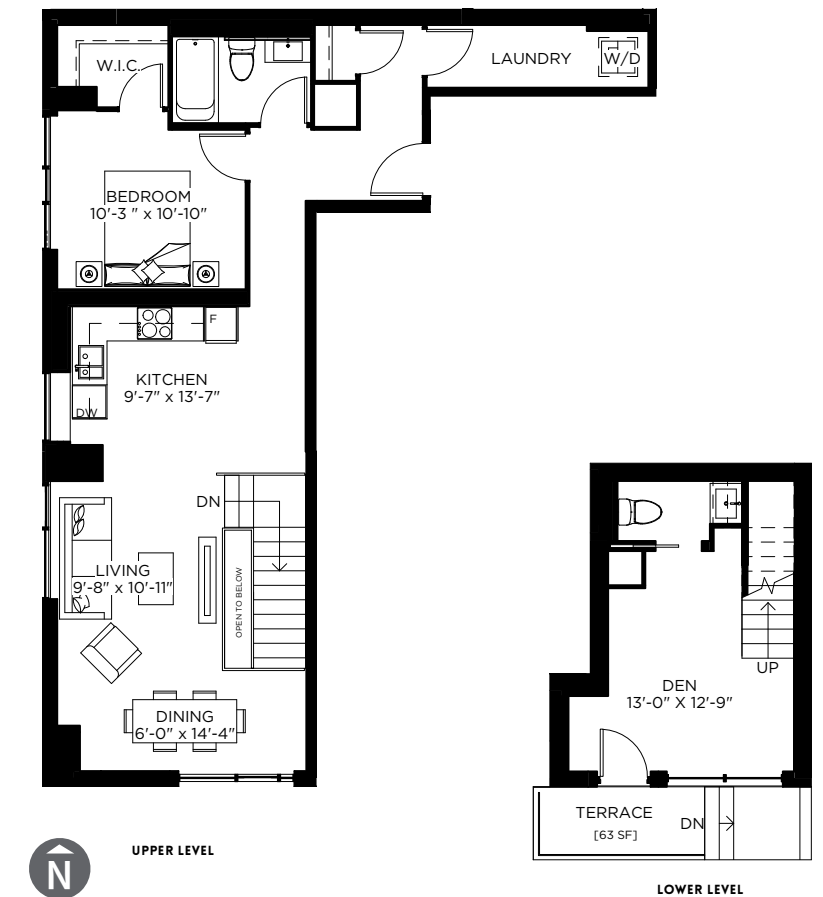 W.I.C.
LAUNDRY
W/D
BEDROOM
10'-3 " x 10'-10"
F
KITCHEN
9'-7" x 13'-7"
DW
DN
LIVING
9'-8" x 10'-11"
OPEN TO BELOW
DINING
6'-0" x 14'-4"
UP
DEN
13'-0" X 12'-9"
TERRACE
[63 SF]
DN
N
UPPER LEVEL
LOWER LEVEL